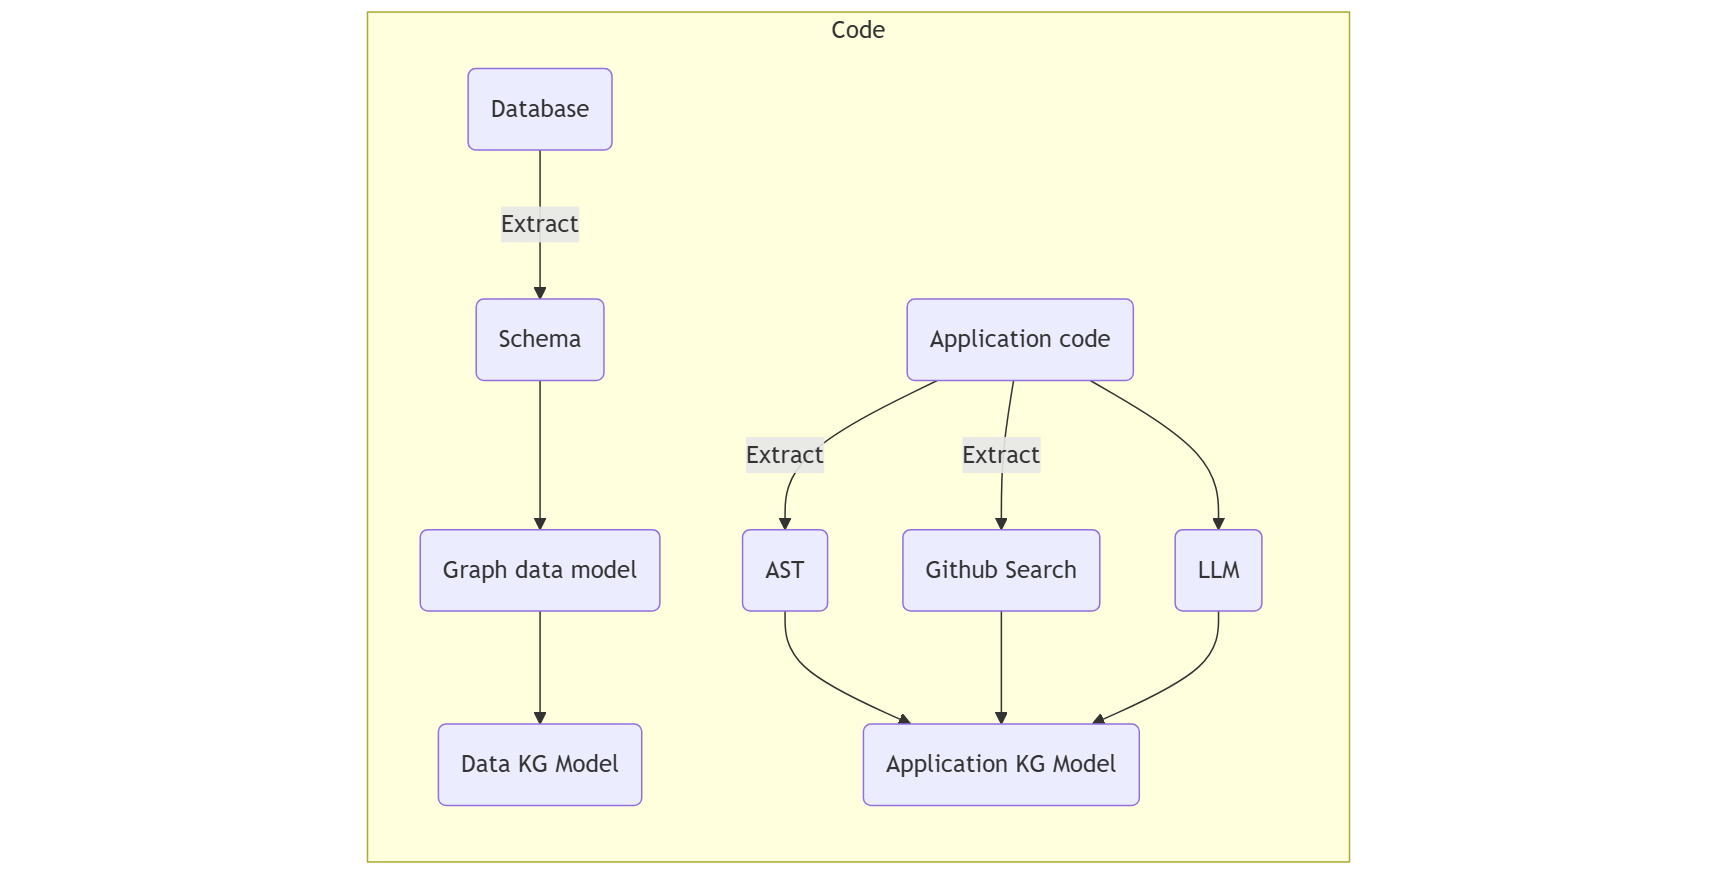 Code
Database
Extract
Schema
Application code
Extract
Extract
Graph data model
AST
Github Search
LLM
Data KG Model
Application KG Model